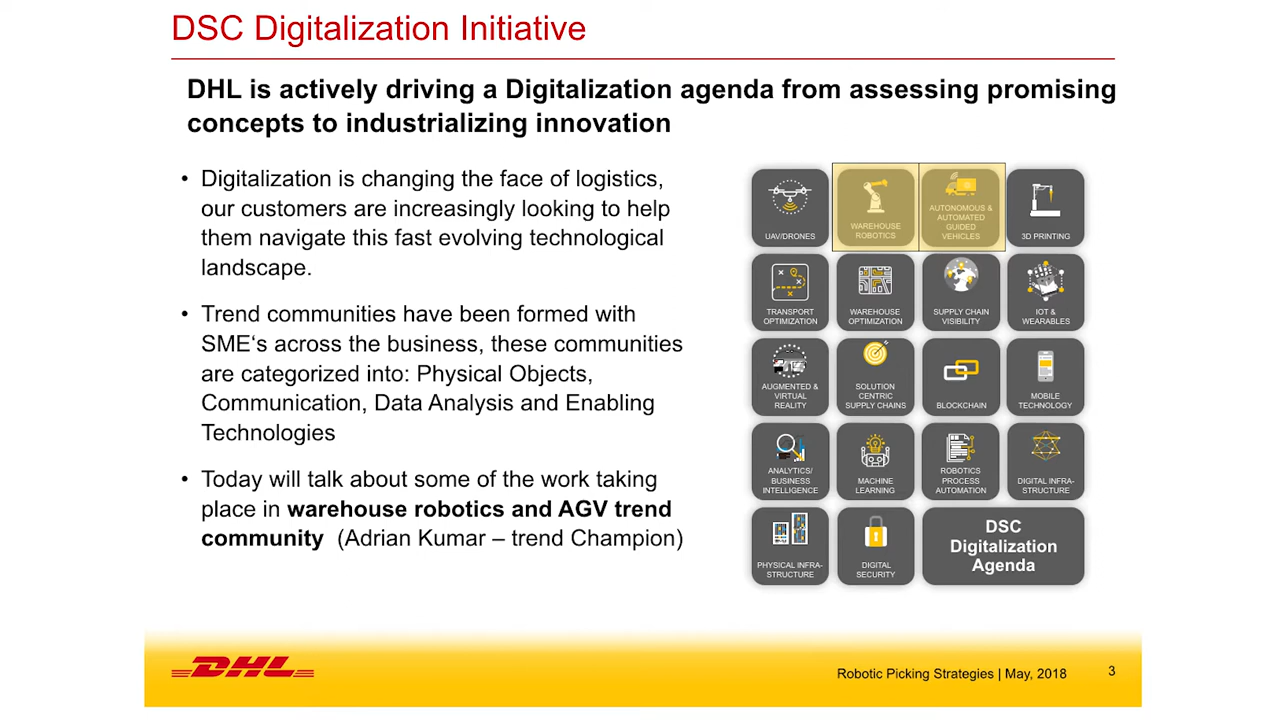 DSC Digitalization Initiative
DHL is actively driving a Digitalization agenda from assessing promising
concepts to industrializing innovation
• Digitalization is changing the face of logistics,
our customers are increasingly looking to help
them navigate this fast evolving technological
landscape.
• Trend communities have been formed with
SME‘s across the business, these communities
are categorized into: Physical Objects,
Communication, Data Analysis and Enabling
Technologies
• Today will talk about some of the work taking
place in warehouse robotics and AGV trend
community (Adrian Kumar – trend Champion)
UAV/DRONES
WAREHOUSE
ROBOTICS
AUTONOMOUS &
AUTOMATED
GUIDED
VEHICLES
3D PRINTING
TRANSPORT
OPTIMIZATION
WAREHOUSE
OPTIMIZATION
SUPPLY CHAIN
VISIBILITY
IOT &
WEARABLES
AUGMENTED &
VIRTUAL
REALITY
SOLUTION
CENTRIC
SUPPLY CHAINS
BLOCKCHAIN
MOBILE
TECHNOLOGY
ANALYTICS/
BUSINESS
INTELLIGENCE
MACHINE
LEARNING
ROBOTICS
PROCESS
AUTOMATION
DIGITAL INFRA-
STRUCTURE
PHYSICAL INFRA-
STRUCTURE
DIGITAL
SECURITY
DSC
Digitalization
Agenda
DHL
Robotic Picking Strategies | May, 2018
3